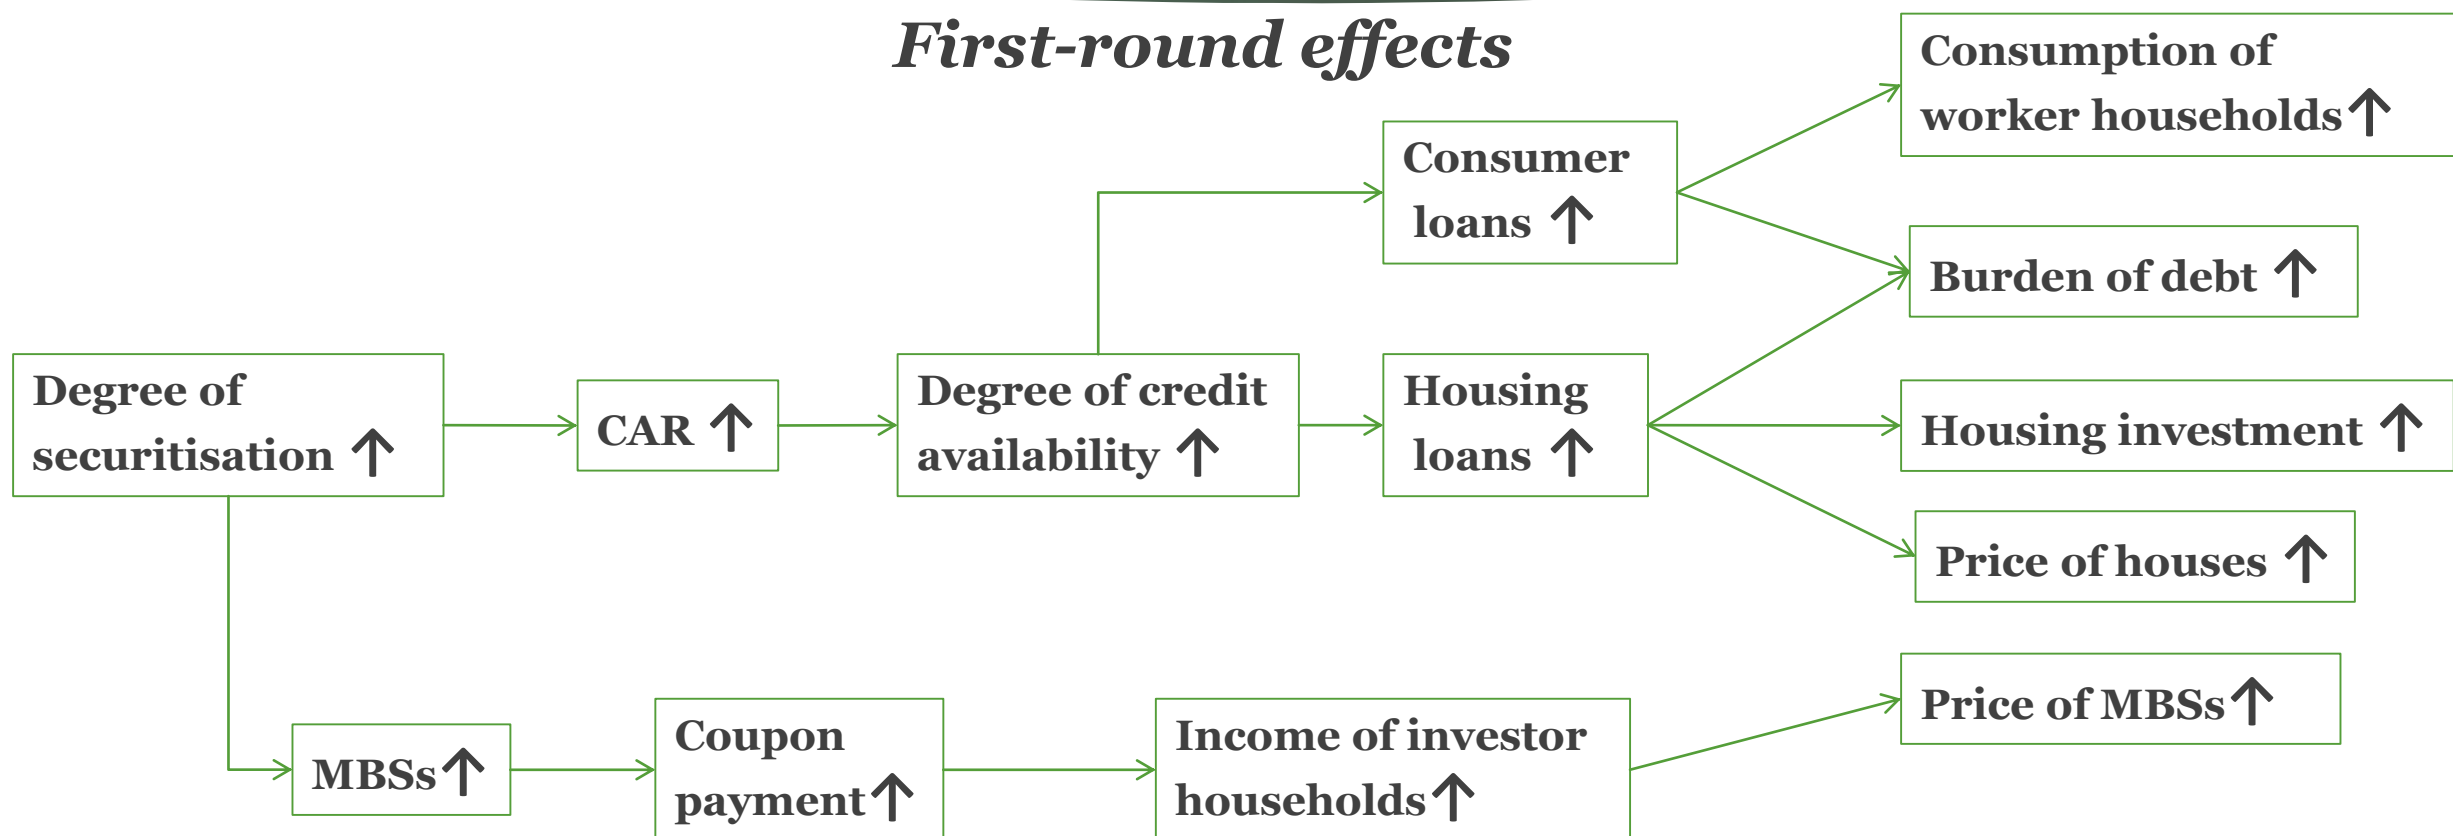 First-round effects
Consumption of
worker households ↑
Consumer
loans ↑
Burden of debt ↑
Degree of
securitisation ↑
CAR ↑
Degree of credit
availability ↑
Housing
loans ↑
Housing investment ↑
Price of houses ↑
MBSs ↑
Coupon
payment ↑
Income of investor
households ↑
Price of MBSs ↑